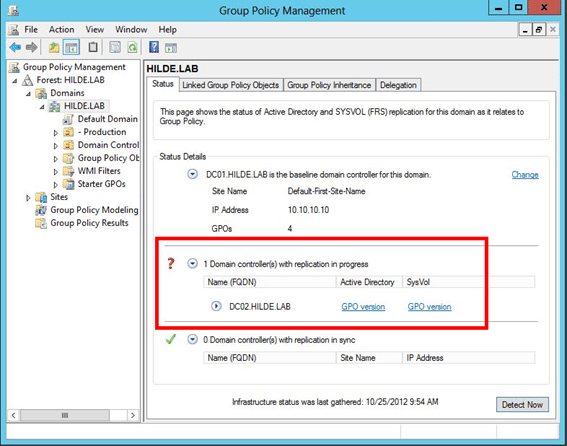 Group Policy Management
File Action View Window Help
Group Policy Management
Forest: HILDE.LAB
Domains
HILDE.LAB
Default Domain
- Production
Domain Control
Group Policy Ob
WMI Filters
Starter GPOs
Sites
Group Policy Modeling
Group Policy Results
HILDE.LAB
Status Linked Group Policy Objects Group Policy Inheritance Delegation
This page shows the status of Active Directory and SYSVOL (FRS) replication for this domain as it relates to
Group Policy.
Status Details
DC01.HILDE.LAB is the baseline domain controller for this domain. Change
Site Name Default-First-Site-Name
IP Address 10.10.10.10
GPOs 4
1 Domain controller(s) with replication in progress
Name (FQDN) Active Directory SysVol
DC02.HILDE.LAB GPO version GPO version
0 Domain controller(s) with replication in sync
Name (FQDN) Site Name IP Address
Infrastructure status was last gathered: 10/25/2012 9:54 AM
Detect Now